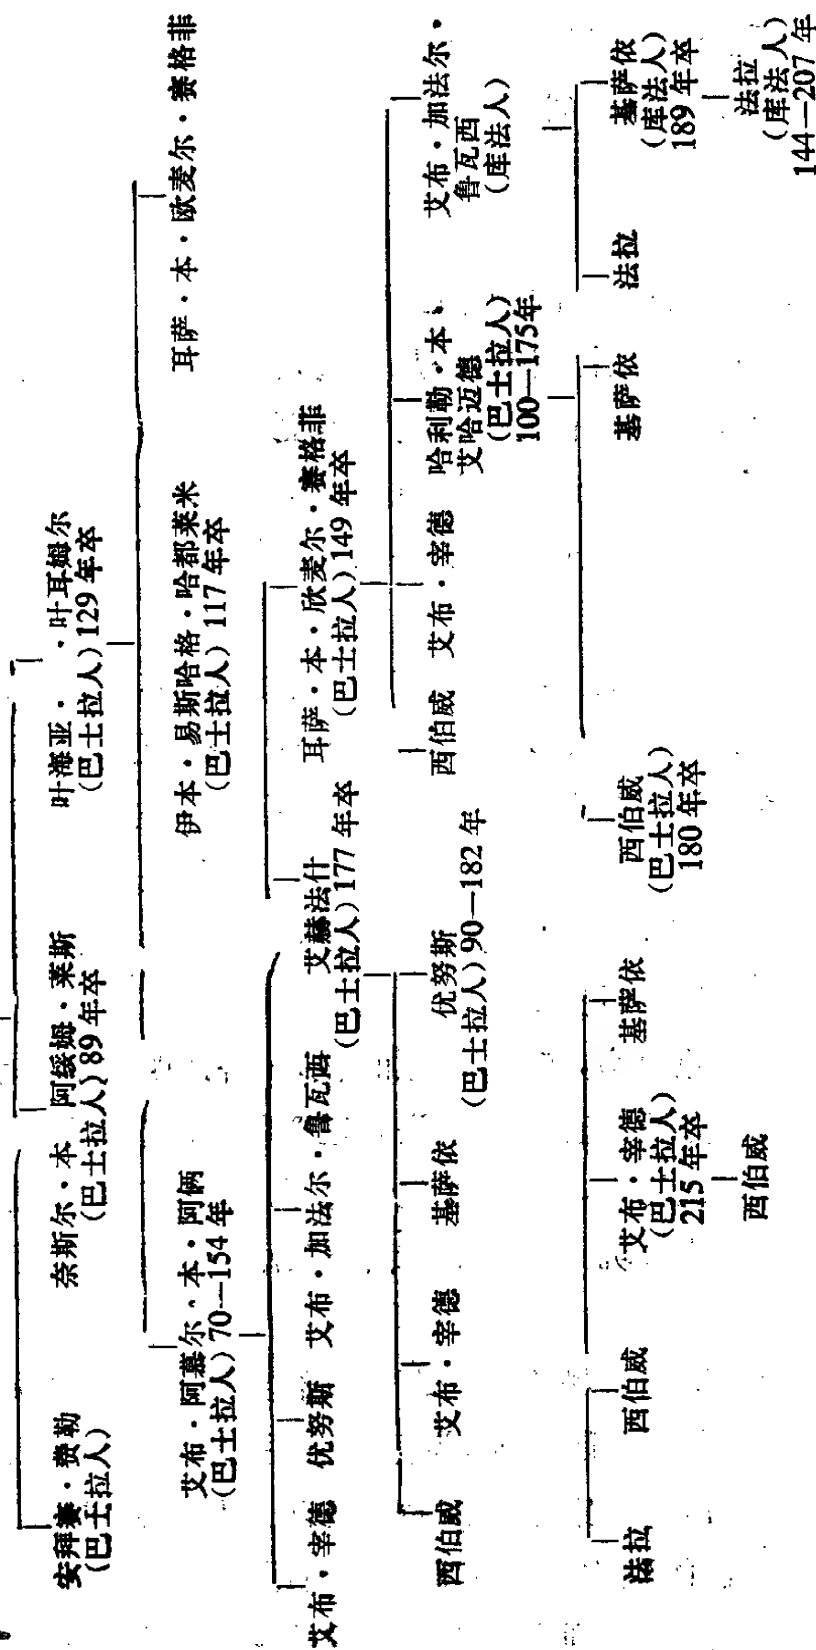 安拜赛·费勒
(巴士拉人)
奈斯尔·本 阿绥姆·莱斯
(巴士拉人) 89年卒
叶海亚· ·叶耳姆尔
(巴士拉人) 129年卒
艾布·阿慕尔·本·阿俩
(巴士拉人) 70—154年
伊本·易斯哈格·哈都莱米
(巴士拉人) 117年卒
耳萨·本·欧麦尔·赛格菲
艾布·宰德
优努斯
艾布·加法尔·鲁瓦西
艾赫法什
(巴士拉人) 177年卒
耳萨·本·欣麦尔·赛格菲
(巴士拉人) 149年卒
西伯威
艾布·宰德
基萨依
优努斯
(巴士拉人) 90—182年
西伯威
艾布·宰德
哈利勒·本·
艾哈迈德
(巴士拉人)
100—175年
艾布·加法尔·
鲁瓦西
(库法人)
法拉
西伯威
艾布·宰德
(巴士拉人)
215年卒
基萨依
西伯威
(巴士拉人)
180年卒
基萨依
法拉
基萨依
(库法人)
189年卒
西伯威
法拉
(库法人)
144—207年